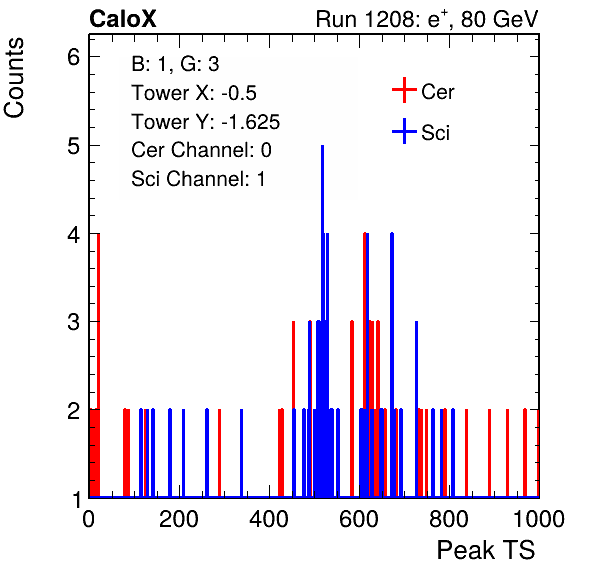 CaloX Run 1208: e+, 80 GeV
Counts
B: 1, G: 3
Tower X: -0.5
Tower Y: -1.625
Cer Channel: 0
Sci Channel: 1
Cer
Sci
6
5
4
3
2
1
0 200 400 600 800 1000
Peak TS